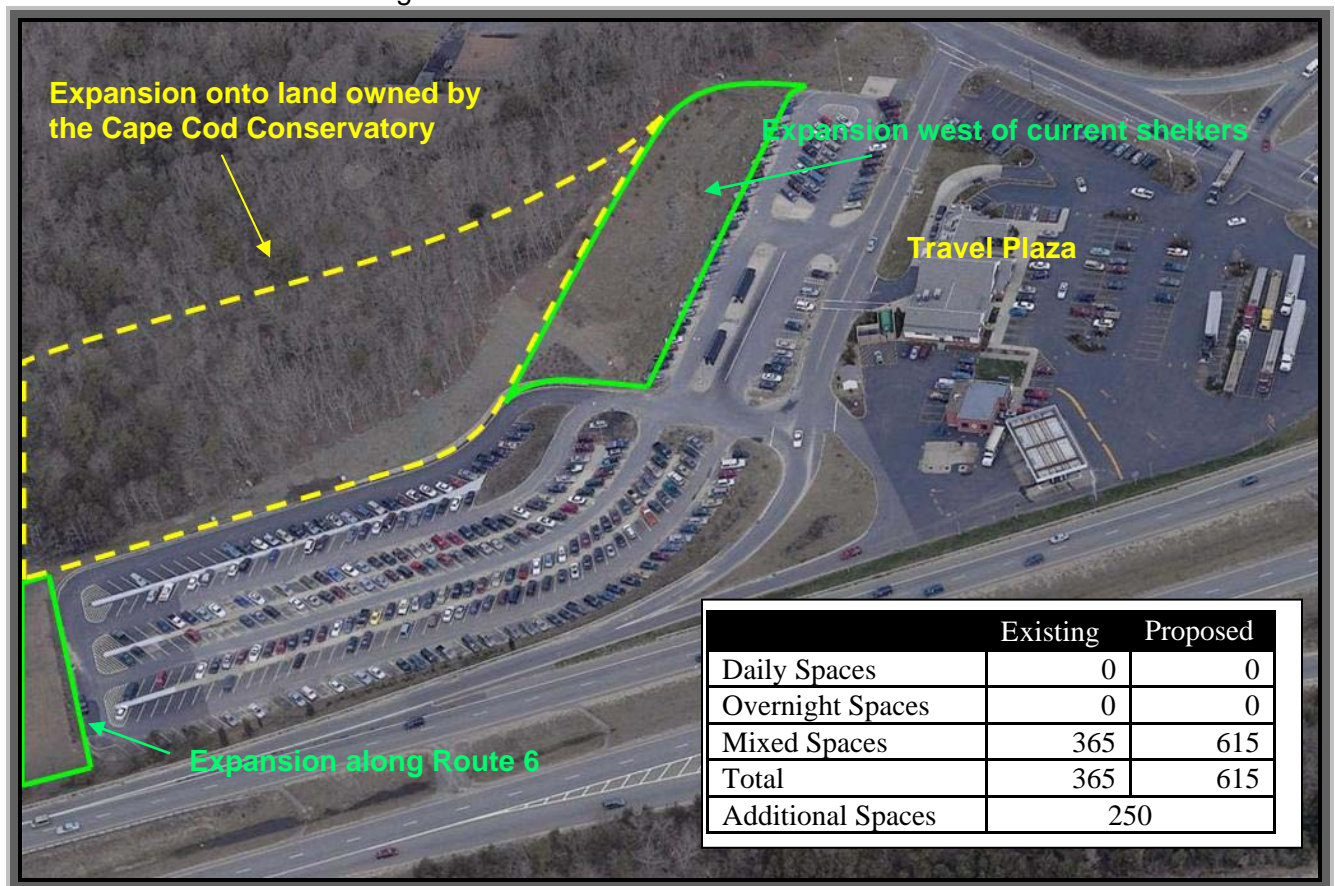 Expansion onto land owned by
the Cape Cod Conservatory
Expansion west of current shelters
Travel Plaza
Expansion along Route 6
Existing Proposed
Daily Spaces 0 0
Overnight Spaces 0 0
Mixed Spaces 365 615
Total 365 615
Additional Spaces 250